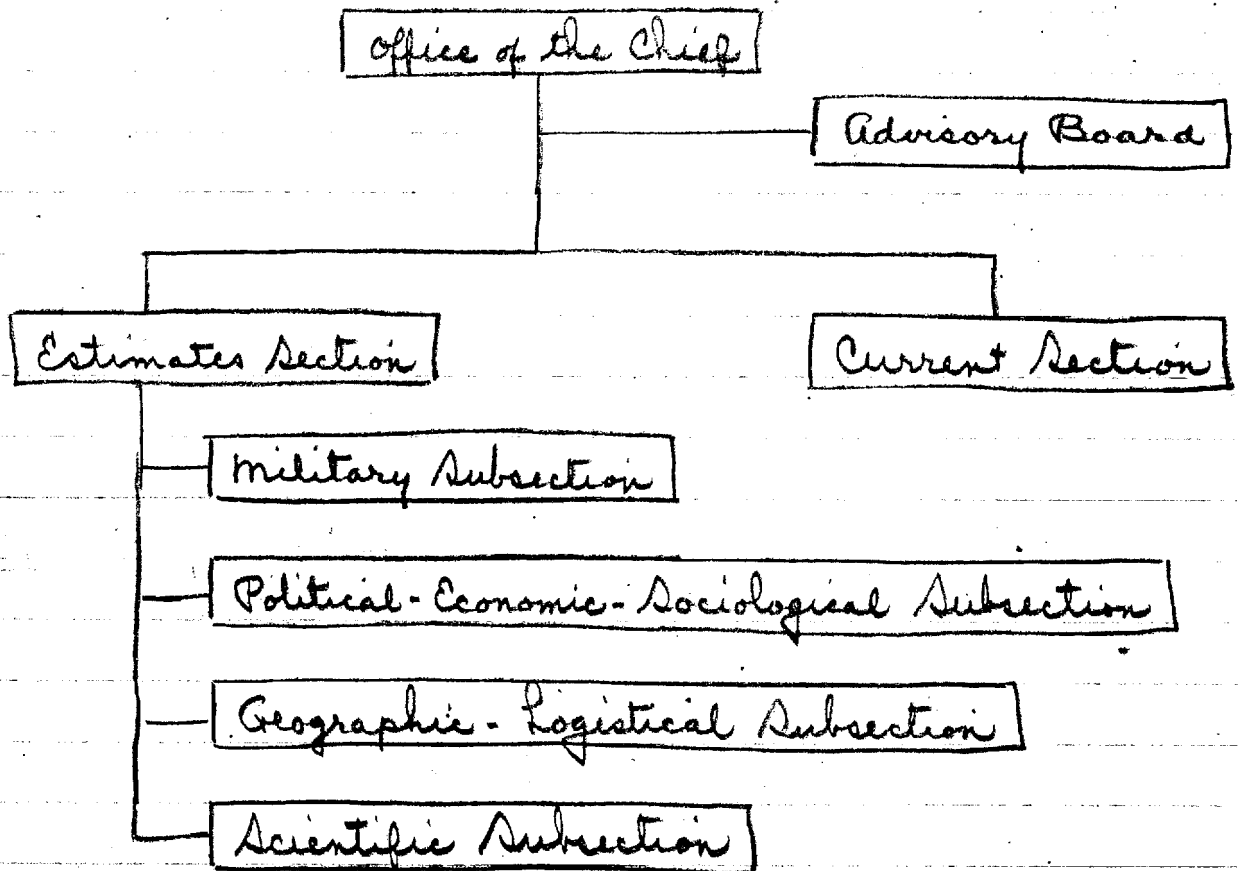 Office of the Chief
Advisory Board
Estimates Section
Current Section
Military Subsection
Political-Economic-Sociological Subsection
Geographic-Logistical Subsection
Scientific Subsection